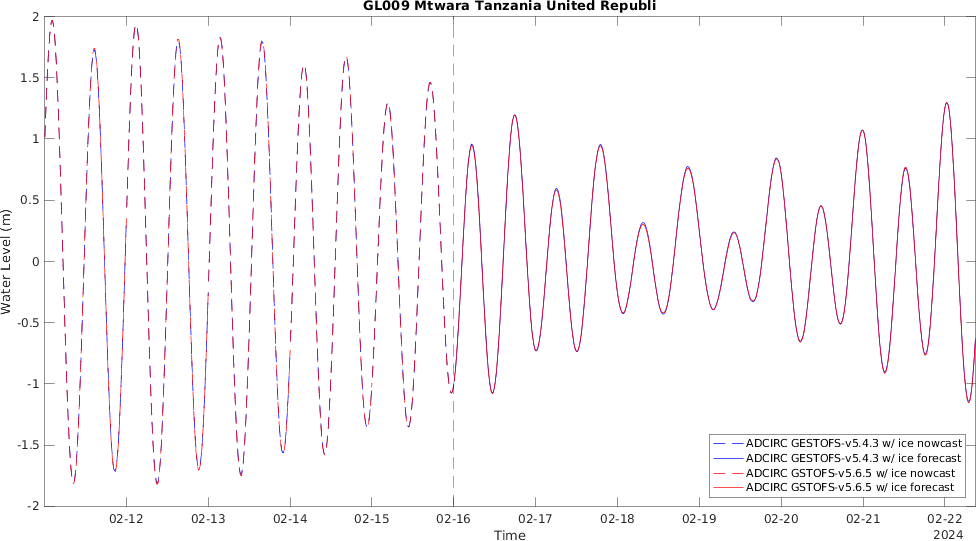 GL009 Mtwara Tanzania United Republi
2
1.5
1
0.5
0
-0.5
-1
-1.5
-2
Water Level (m)
02-12 02-13 02-14 02-15 02-16 02-17 02-18 02-19 02-20 02-21 02-22
2024
Time
ADCIRC GESTOFS-v5.4.3 w/ ice nowcast
ADCIRC GESTOFS-v5.4.3 w/ ice forecast
ADCIRC GSTOFS-v5.6.5 w/ ice nowcast
ADCIRC GSTOFS-v5.6.5 w/ ice forecast